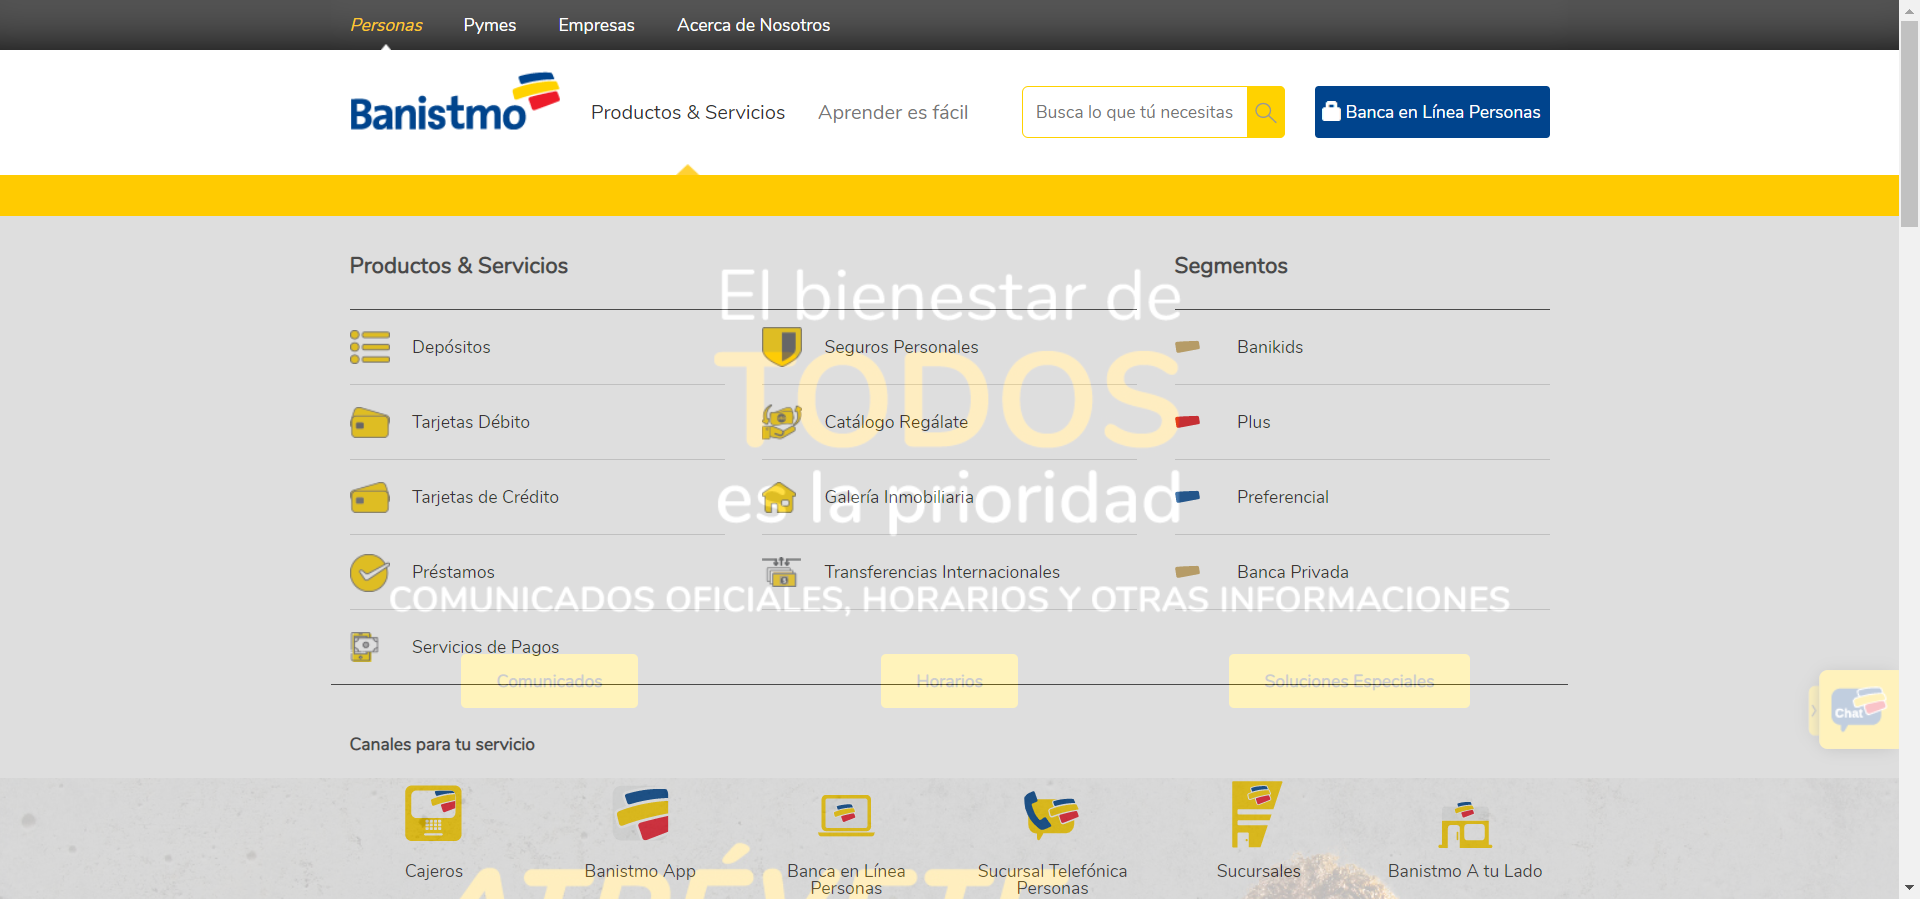 Personas
Pymes
Empresas
Acerca de Nosotros
Banistmo
Productos & Servicios
Aprender es fácil
Busca lo que tú necesitas
Banca en Línea Personas
Productos & Servicios
Segmentos
El bienestar de
TODOS
es la prioridad
Depósitos
Seguros Personales
Banikids
Tarjetas Débito
Catálogo Regálate
Plus
Tarjetas de Crédito
Galería Inmobiliaria
Preferencial
Préstamos
Transferencias Internacionales
Banca Privada
COMUNICADOS OFICIALES, HORARIOS Y OTRAS INFORMACIONES
Servicios de Pagos
Comunicados
Horarios
Soluciones Especiales
Chat
Canales para tu servicio
Cajeros
Banistmo App
Banca en Línea
Personas
Sucursal Telefónica
Personas
Sucursales
Banistmo A tu Lado
ATRÉVETE